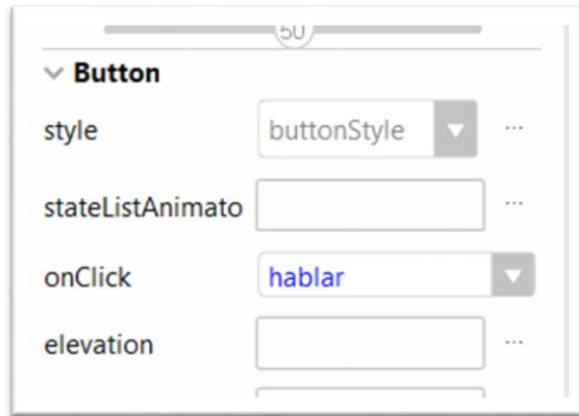 50
Button
style buttonStyle ...
stateListAnimato ...
onClick hablar
elevation ...